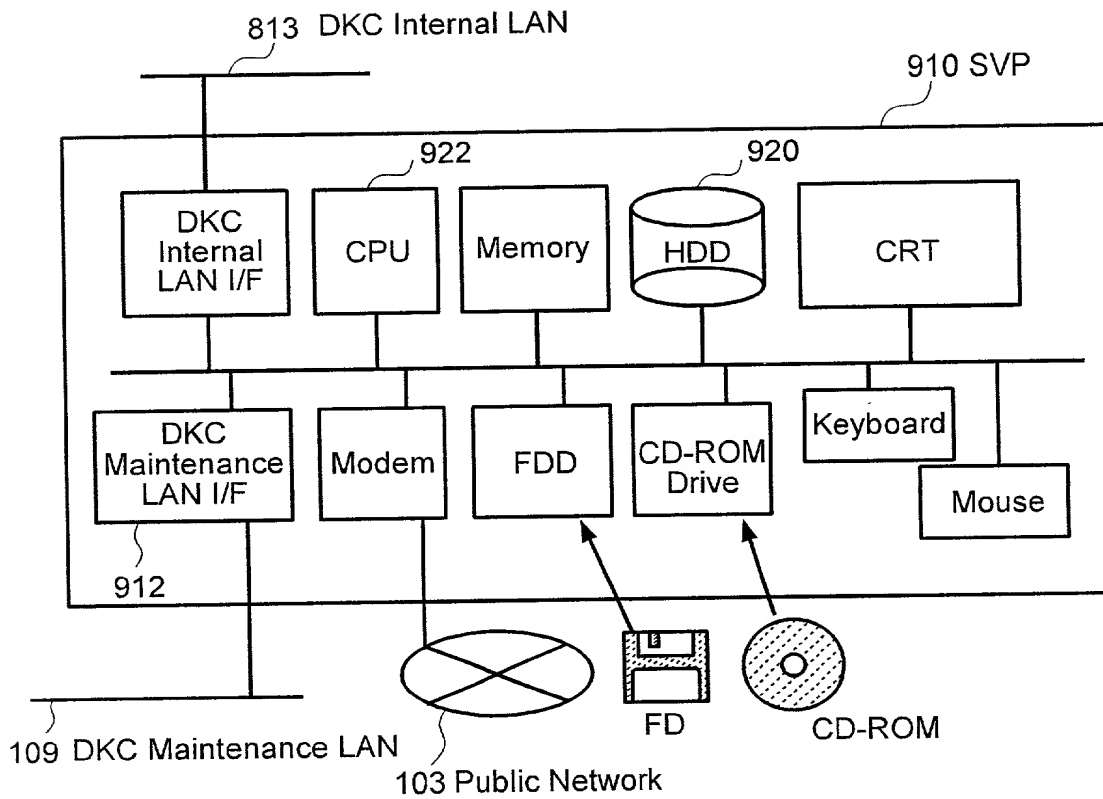 813 DKC Internal LAN
910 SVP
922
920
DKC
Internal
LAN I/F
CPU
Memory
HDD
CRT
DKC
Maintenance
LAN I/F
Modem
FDD
CD-ROM
Drive
Keyboard
Mouse
912
FD
CD-ROM
109 DKC Maintenance LAN
103 Public Network